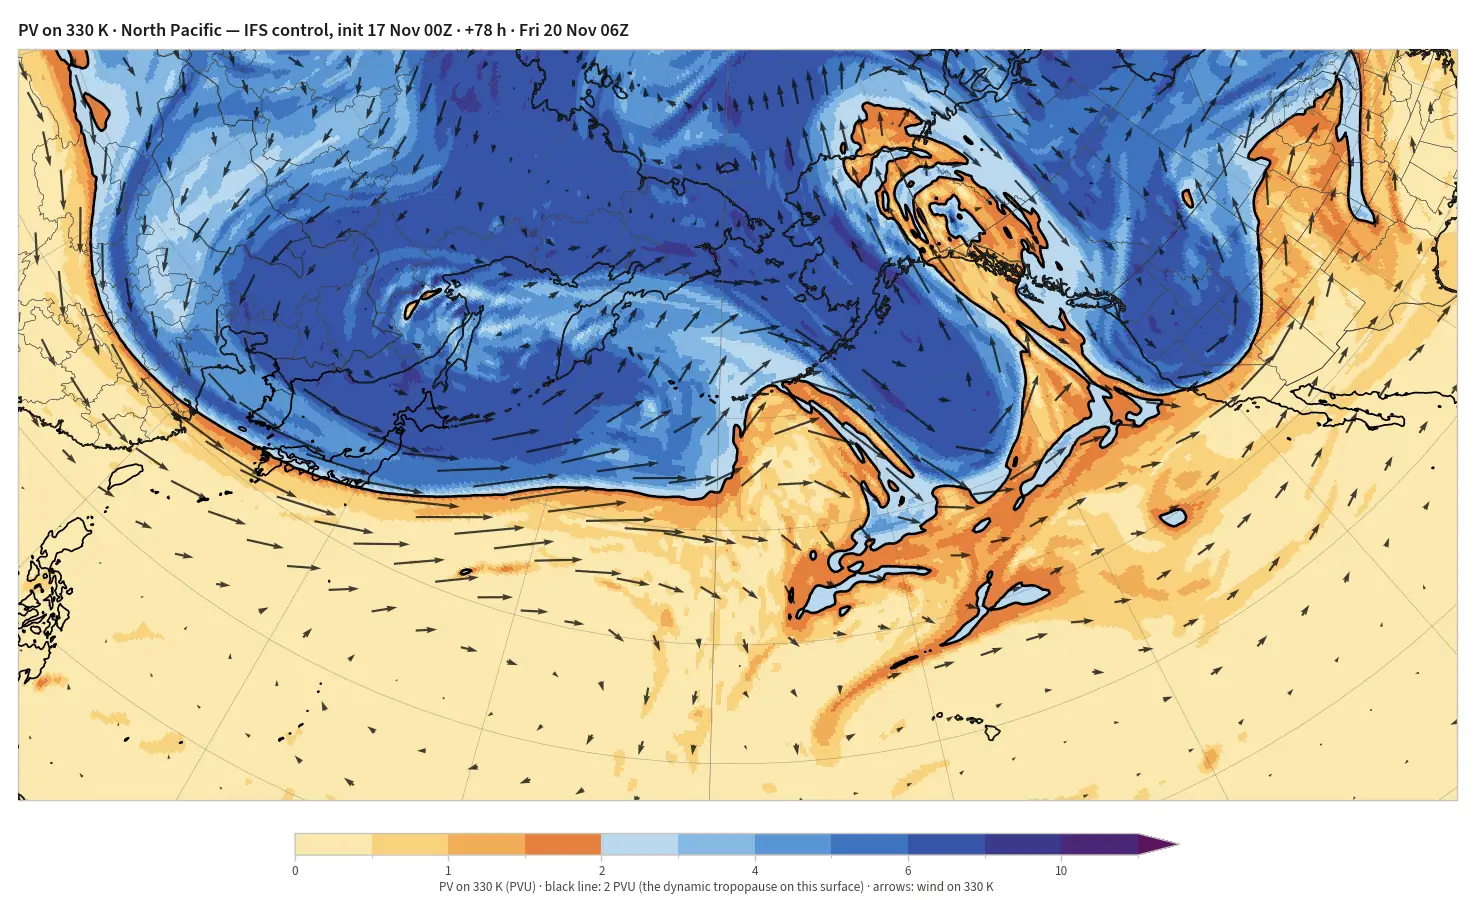 PV on 330 K · North Pacific — IFS control, init 17 Nov 00Z · +78 h · Fri 20 Nov 06Z
0 1 2 4 6 10
PV on 330 K (PVU) · black line: 2 PVU (the dynamic tropopause on this surface) · arrows: wind on 330 K